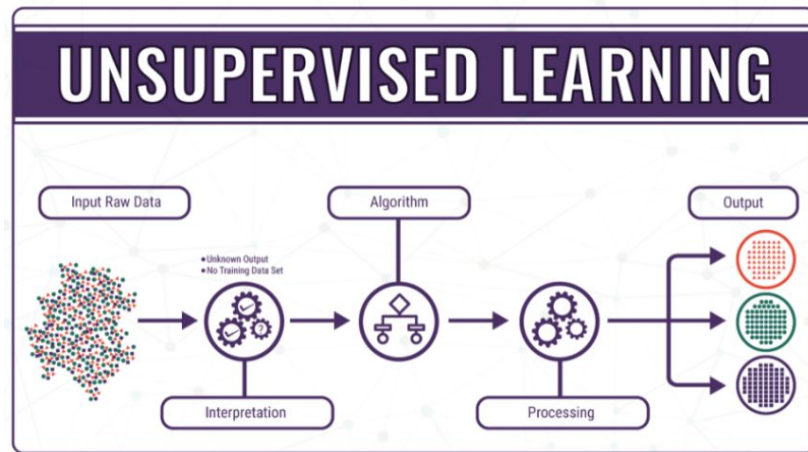 UNSUPERVISED LEARNING
Input Raw Data
Algorithm
Output
• Unknown Output
• No Training Data Set
?
Interpretation
Processing